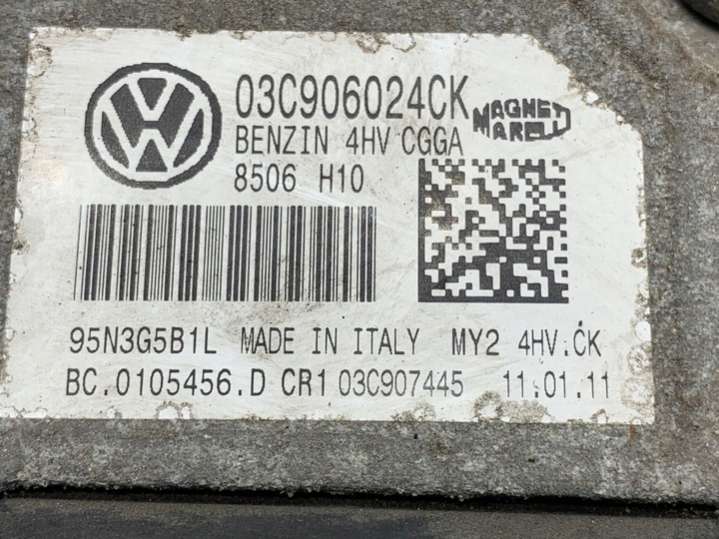 03C906024CK
MAGNETI
MARELLI
BENZIN 4HV CGGA
8506 H10
95N3G5B1L MADE IN ITALY MY2 4HV.CK
BC.0105456.D CR1 03C907445 11.01.11